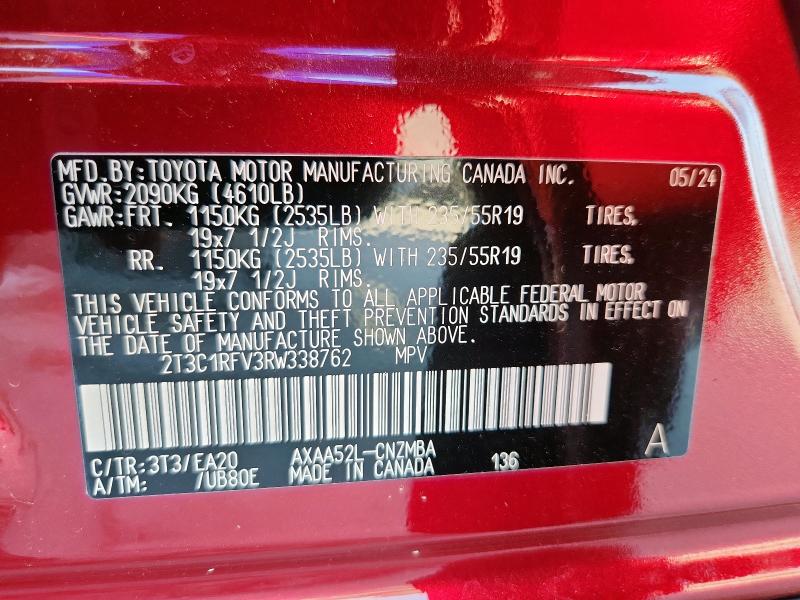 MFD.BY:TOYOTA MOTOR MANUFACTURING CANADA INC. 05/24
GVWR:2090KG (4610LB)
GAWR:FRT. 1150KG (2535LB) WITH 235/55R19 TIRES,
19x7 1/2J RIMS.
RR. 1150KG (2535LB) WITH 235/55R19 TIRES,
19x7 1/2J RIMS.
THIS VEHICLE CONFORMS TO ALL APPLICABLE FEDERAL MOTOR
VEHICLE SAFETY AND THEFT PREVENTION STANDARDS IN EFFECT ON
THE DATE OF MANUFACTURE SHOWN ABOVE.
2T3C1RFV3RW338762 MPV
C/TR:3T3/EA20 AXAA52L-CNZMBA 136 A
A/TM: /UB80E MADE IN CANADA